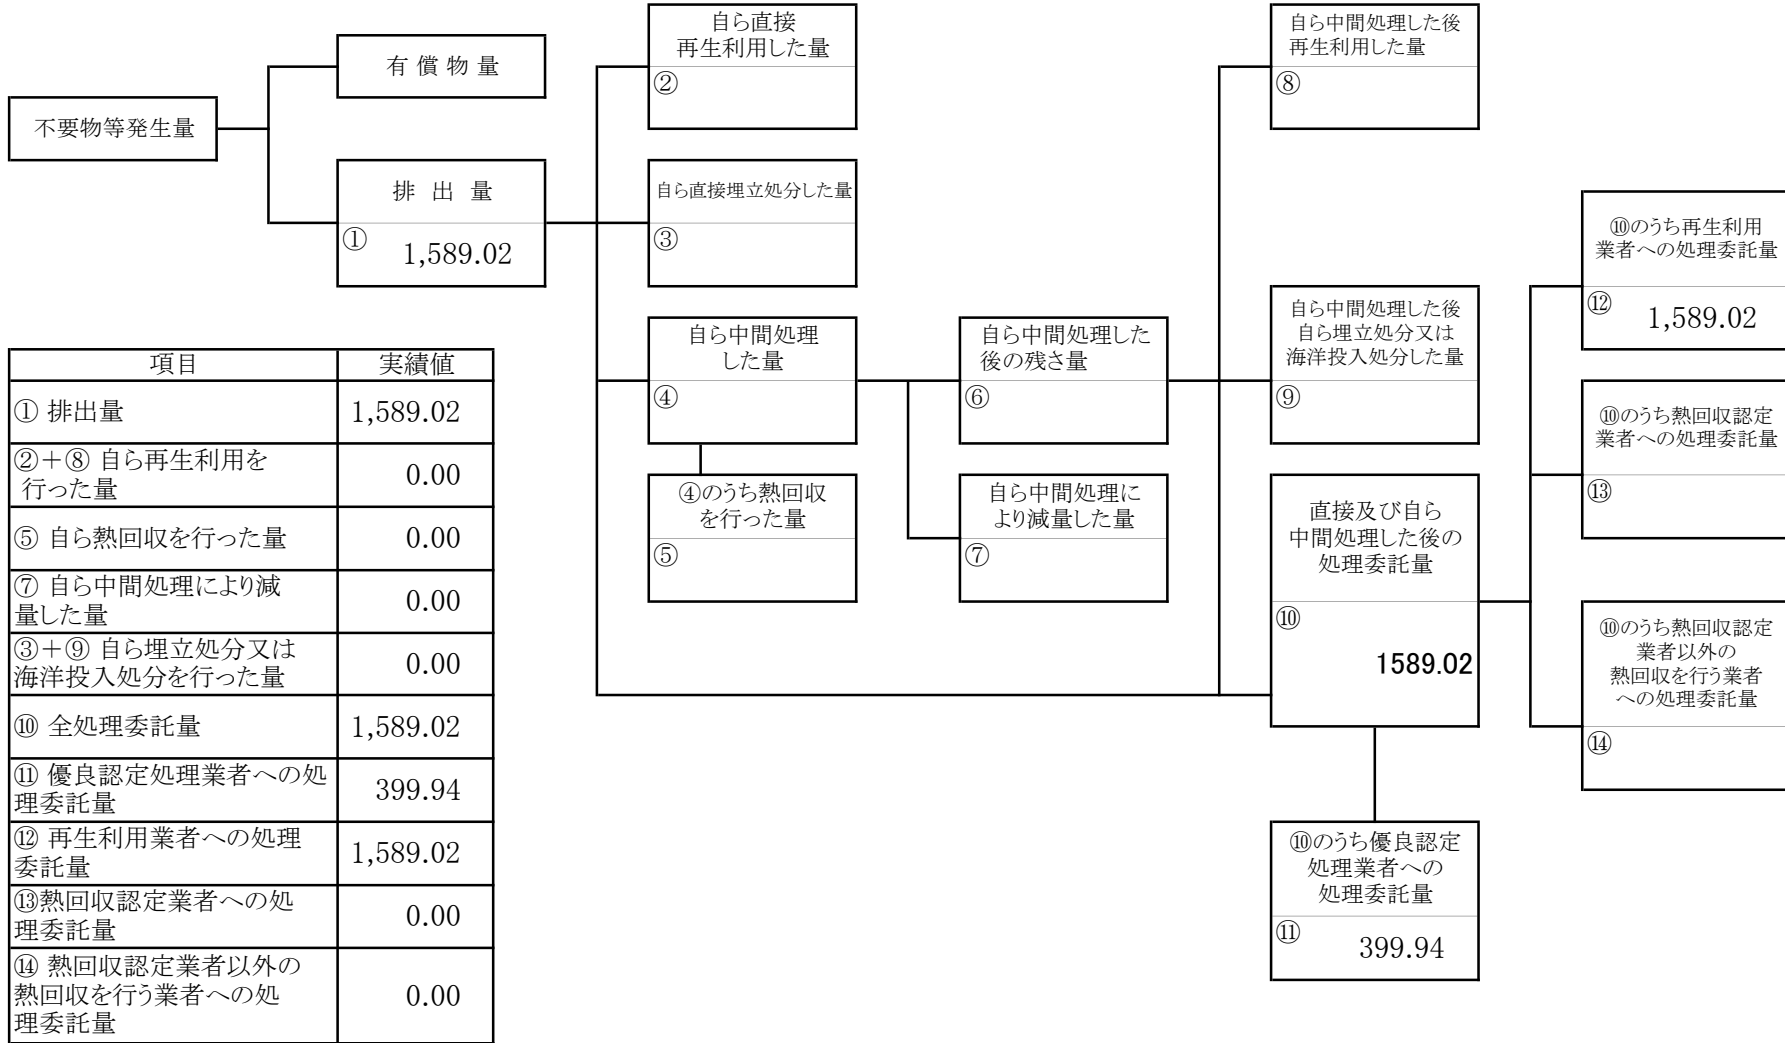 不要物等発生量
有 償 物 量
排 出 量
①
1,589.02
自ら直接
再生利用した量
②
自ら直接埋立処分した量
③
自ら中間処理
した量
④
④のうち熱回収
を行った量
⑤
自ら中間処理した
後の残さ量
⑥
自ら中間処理に
より減量した量
⑦
自ら中間処理した後
再生利用した量
⑧
自ら中間処理した後
自ら埋立処分又は
海洋投入処分した量
⑨
直接及び自ら
中間処理した後の
処理委託量
⑩
1589.02
⑩のうち優良認定
処理業者への
処理委託量
⑪
399.94
⑩のうち再生利用
業者への処理委託量
⑫
1,589.02
⑩のうち熱回収認定
業者への処理委託量
⑬
⑩のうち熱回収認定
業者以外の
熱回収を行う業者
への処理委託量
⑭
項目 実績値
① 排出量 1,589.02
②＋⑧ 自ら再生利用を
行った量 0.00
⑤ 自ら熱回収を行った量 0.00
⑦ 自ら中間処理により減
量した量 0.00
③＋⑨ 自ら埋立処分又は
海洋投入処分を行った量 0.00
⑩ 全処理委託量 1,589.02
⑪ 優良認定処理業者への処
理委託量 399.94
⑫ 再生利用業者への処理
委託量 1,589.02
⑬熱回収認定業者への処
理委託量 0.00
⑭ 熱回収認定業者以外の
熱回収を行う業者への処
理委託量 0.00